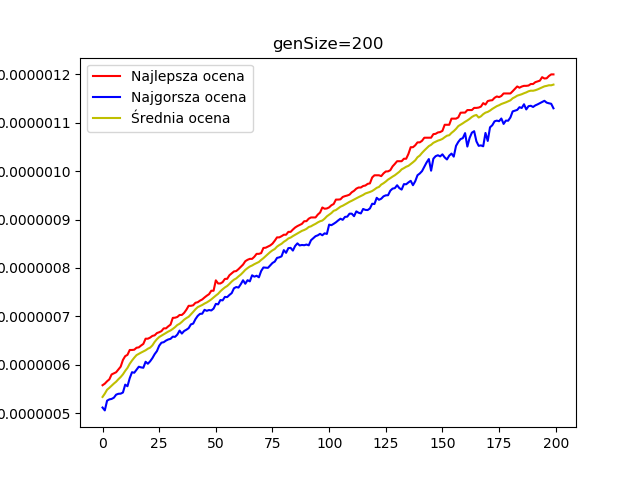 genSize=200
Najlepsza ocena
Najgorsza ocena
Średnia ocena
0.0000012
0.0000011
0.0000010
0.0000009
0.0000008
0.0000007
0.0000006
0.0000005
0 25 50 75 100 125 150 175 200